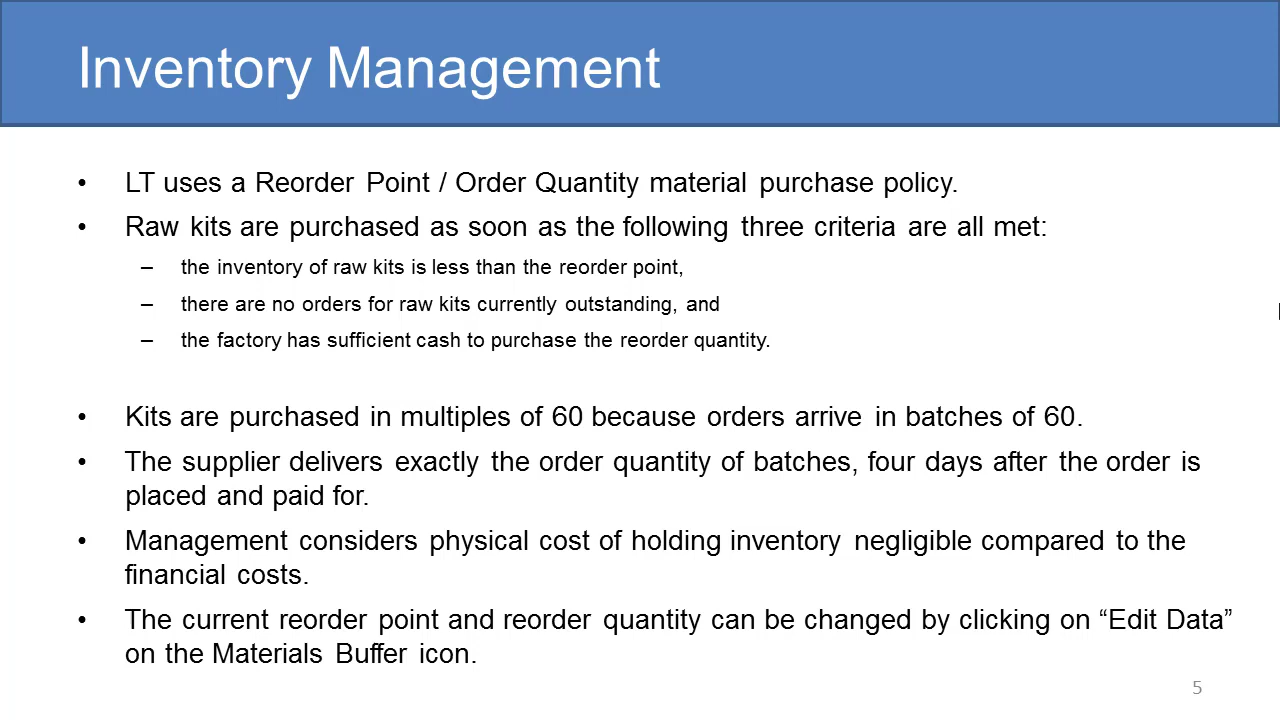 Inventory Management
• LT uses a Reorder Point / Order Quantity material purchase policy.
• Raw kits are purchased as soon as the following three criteria are all met:
– the inventory of raw kits is less than the reorder point,
– there are no orders for raw kits currently outstanding, and
– the factory has sufficient cash to purchase the reorder quantity.
• Kits are purchased in multiples of 60 because orders arrive in batches of 60.
• The supplier delivers exactly the order quantity of batches, four days after the order is
placed and paid for.
• Management considers physical cost of holding inventory negligible compared to the
financial costs.
• The current reorder point and reorder quantity can be changed by clicking on “Edit Data”
on the Materials Buffer icon.
5